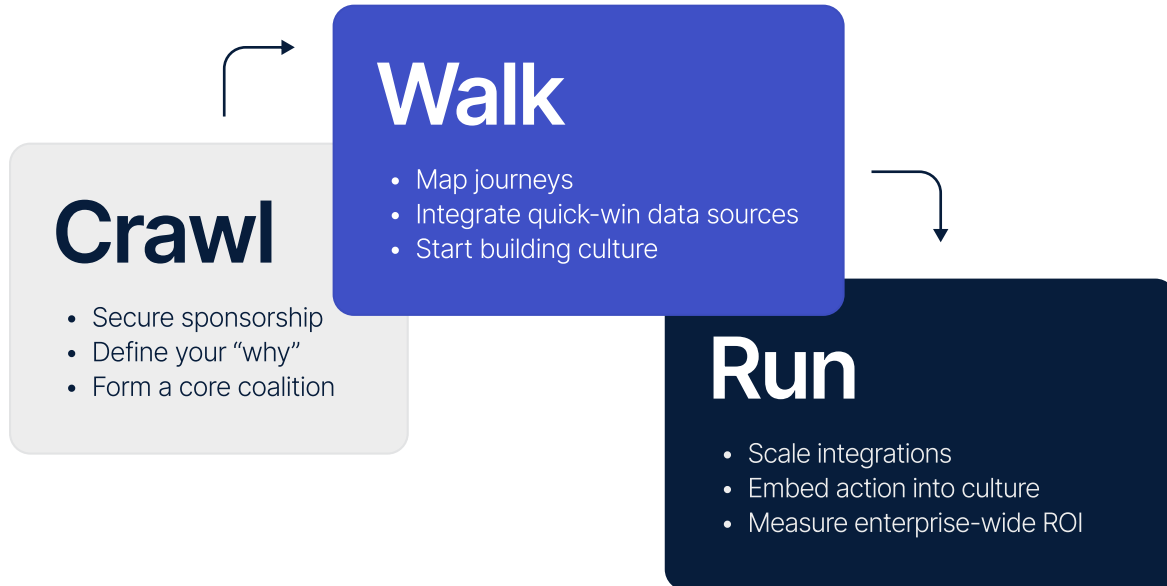 Crawl
• Secure sponsorship
• Define your “why”
• Form a core coalition
Walk
• Map journeys
• Integrate quick-win data sources
• Start building culture
Run
• Scale integrations
• Embed action into culture
• Measure enterprise-wide ROI